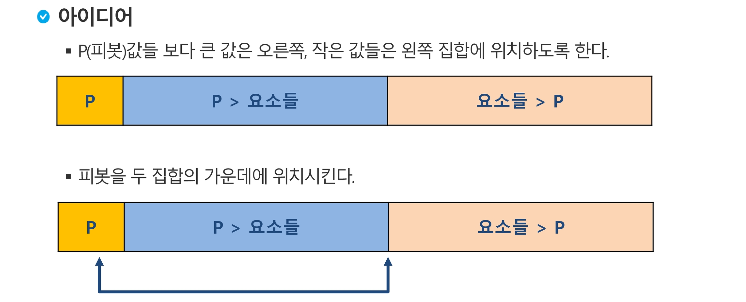 아이디어
▪ P(피봇)값들 보다 큰 값은 오른쪽, 작은 값들은 왼쪽 집합에 위치하도록 한다.
P
P > 요소들
요소들 > P
▪ 피봇을 두 집합의 가운데에 위치시킨다.
P
P > 요소들
요소들 > P